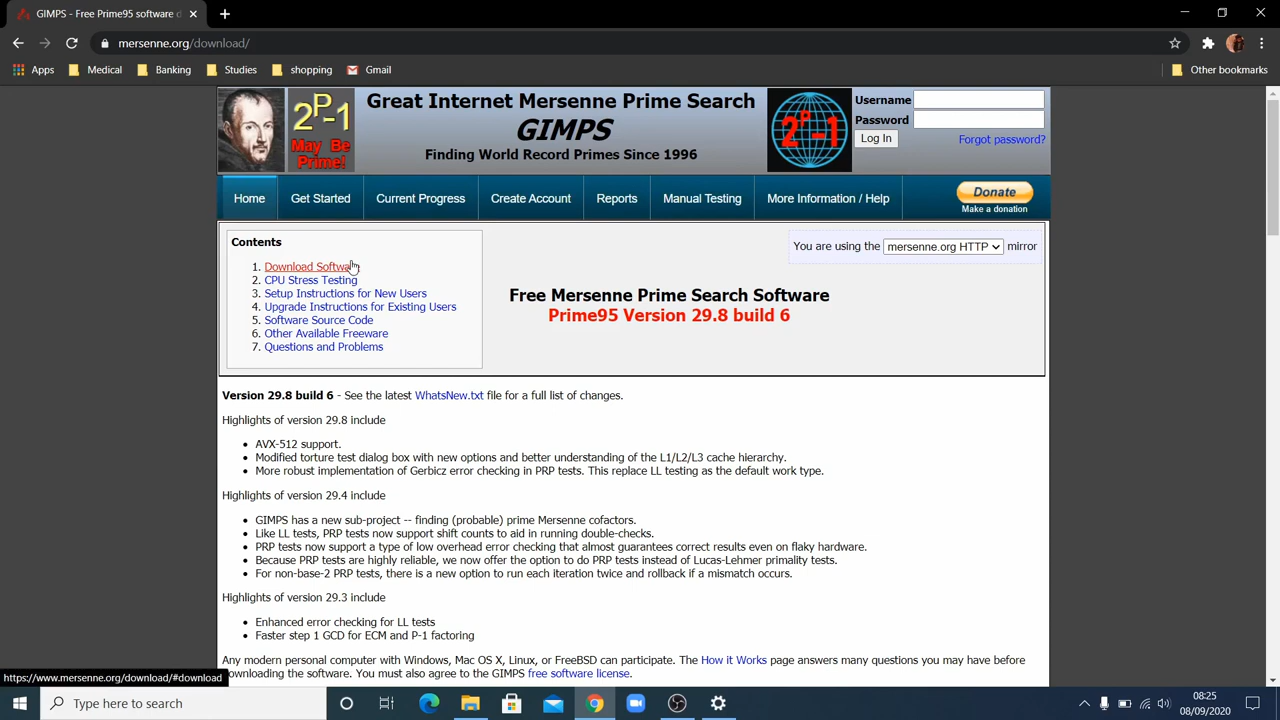 GIMPS - Free Prime95 software d
mersenne.org/download/
Apps Medical Banking Studies shopping Gmail Other bookmarks
2P-1
May Be
Prime!
Great Internet Mersenne Prime Search
GIMPS
Finding World Record Primes Since 1996
2P-1
Username
Password
Log In
Forgot password?
Home Get Started Current Progress Create Account Reports Manual Testing More Information / Help
Donate
Make a donation
Contents
1. Download Softwa
2. CPU Stress Testing
3. Setup Instructions for New Users
4. Upgrade Instructions for Existing Users
5. Software Source Code
6. Other Available Freeware
7. Questions and Problems
You are using the mersenne.org HTTP mirror
Free Mersenne Prime Search Software
Prime95 Version 29.8 build 6
Version 29.8 build 6 - See the latest WhatsNew.txt file for a full list of changes.
Highlights of version 29.8 include
• AVX-512 support.
• Modified torture test dialog box with new options and better understanding of the L1/L2/L3 cache hierarchy.
• More robust implementation of Gerbicz error checking in PRP tests. This replace LL testing as the default work type.
Highlights of version 29.4 include
• GIMPS has a new sub-project -- finding (probable) prime Mersenne cofactors.
• Like LL tests, PRP tests now support shift counts to aid in running double-checks.
• PRP tests now support a type of low overhead error checking that almost guarantees correct results even on flaky hardware.
• Because PRP tests are highly reliable, we now offer the option to do PRP tests instead of Lucas-Lehmer primality tests.
• For non-base-2 PRP tests, there is a new option to run each iteration twice and rollback if a mismatch occurs.
Highlights of version 29.3 include
• Enhanced error checking for LL tests
• Faster step 1 GCD for ECM and P-1 factoring
Any modern personal computer with Windows, Mac OS X, Linux, or FreeBSD can participate. The How it Works page answers many questions you may have before
downloading the software. You must also agree to the GIMPS free software license.
https://www.mersenne.org/download/#download
Type here to search
08:25
08/09/2020